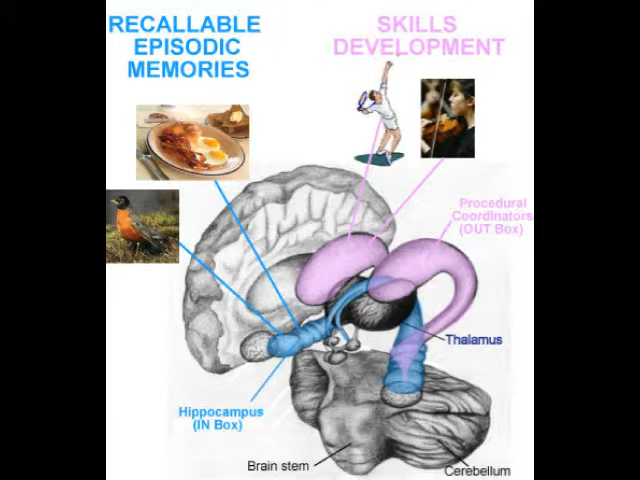 RECALLABLE
EPISODIC
MEMORIES
SKILLS
DEVELOPMENT
Procedural
Coordinators
(OUT Box)
Thalamus
Hippocampus
(IN Box)
Brain stem
Cerebellum